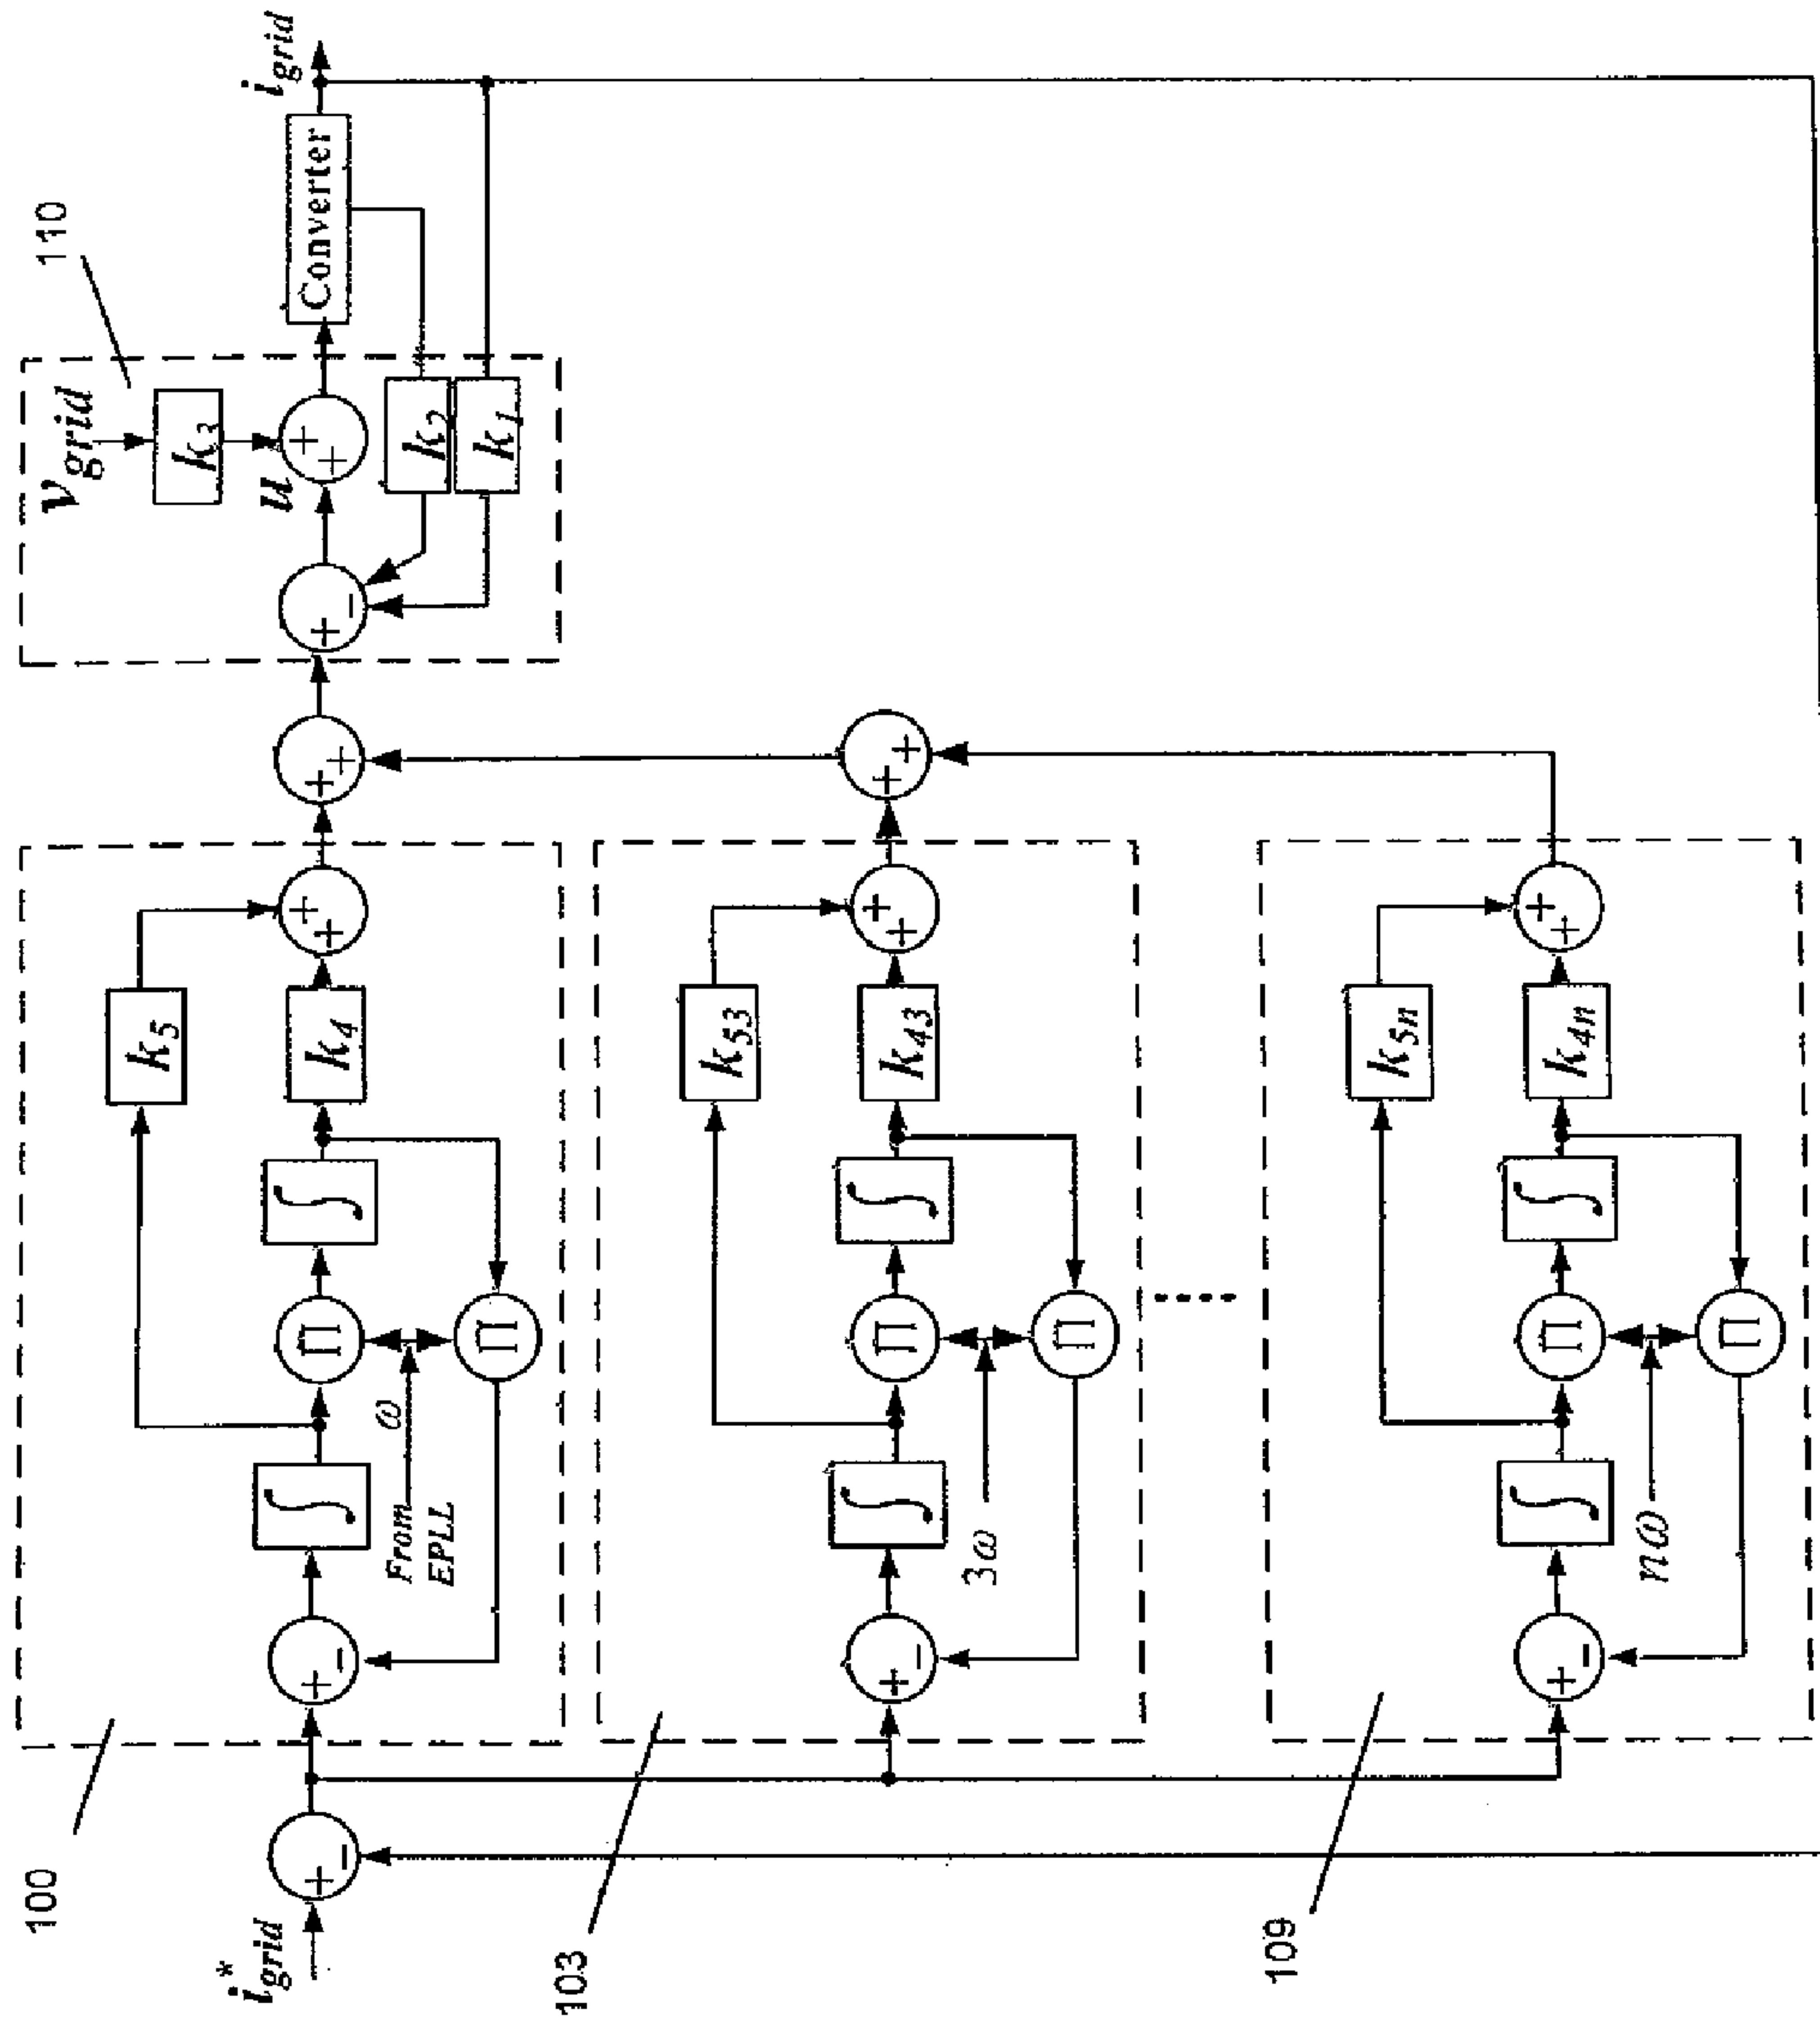 100
i*grid
+
−
+
−
∫
From EPLL
ω
Π
Π
∫
k5
k4
+
+
+
+
110
vgrid
k3
u
+
+
+
−
k2
k1
Converter
igrid
103
+
−
∫
3ω
Π
Π
∫
k53
k43
+
+
+
+
109
+
−
∫
nω
Π
Π
∫
k5n
k4n
+
+